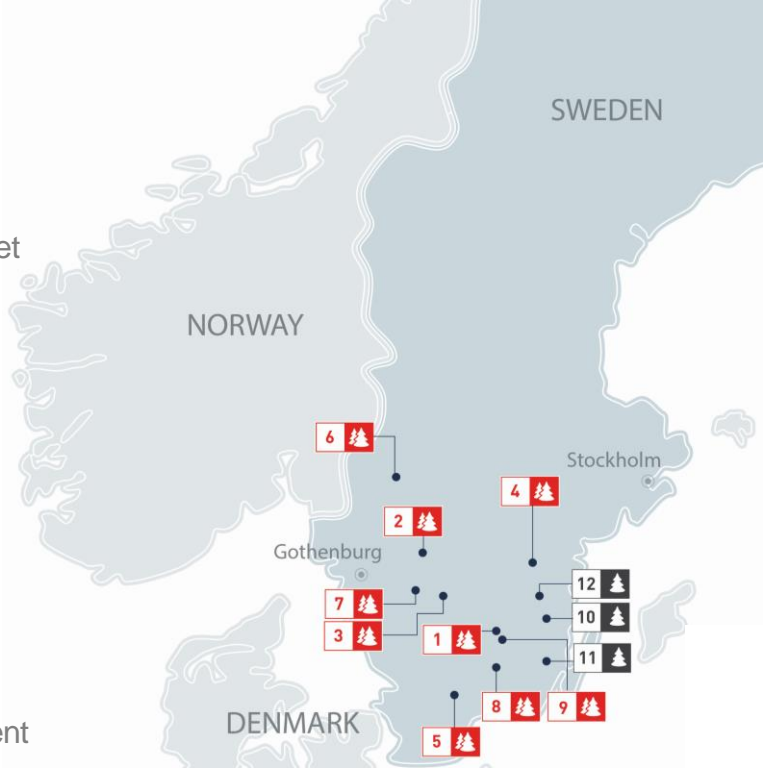 SWEDEN
et
NORWAY
6
Stockholm
4
2
Gothenburg
12
7
10
3
1
11
8
9
DENMARK
ent
5